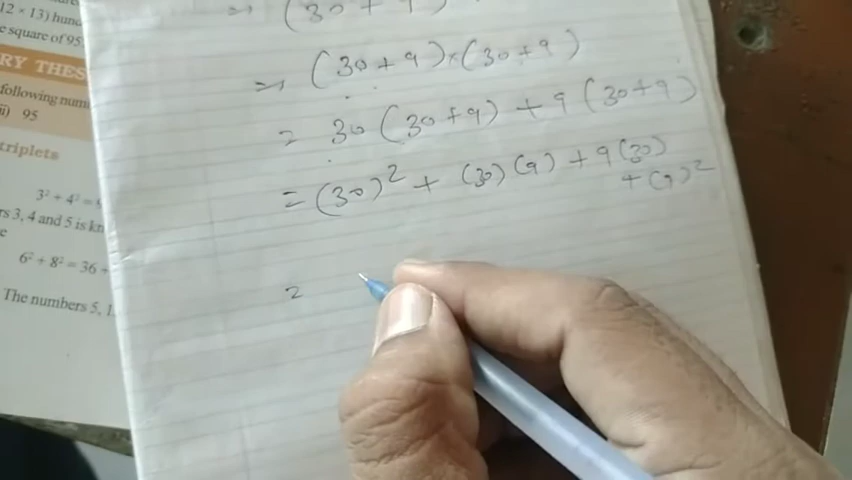 12 × 13) hund
e square of 95
RY THES
following num
ii) 95
triplets
3² + 4² =
rs 3, 4 and 5 is kn
e
6² + 8² = 36 +
The numbers 5, 1
⇒ (30 + 9)
⇒ (30 + 9) × (30 + 9)
= 30 (30 + 9) + 9 (30 + 9)
= (30)² + (30) (9) + 9 (30)
+ (9)²
=